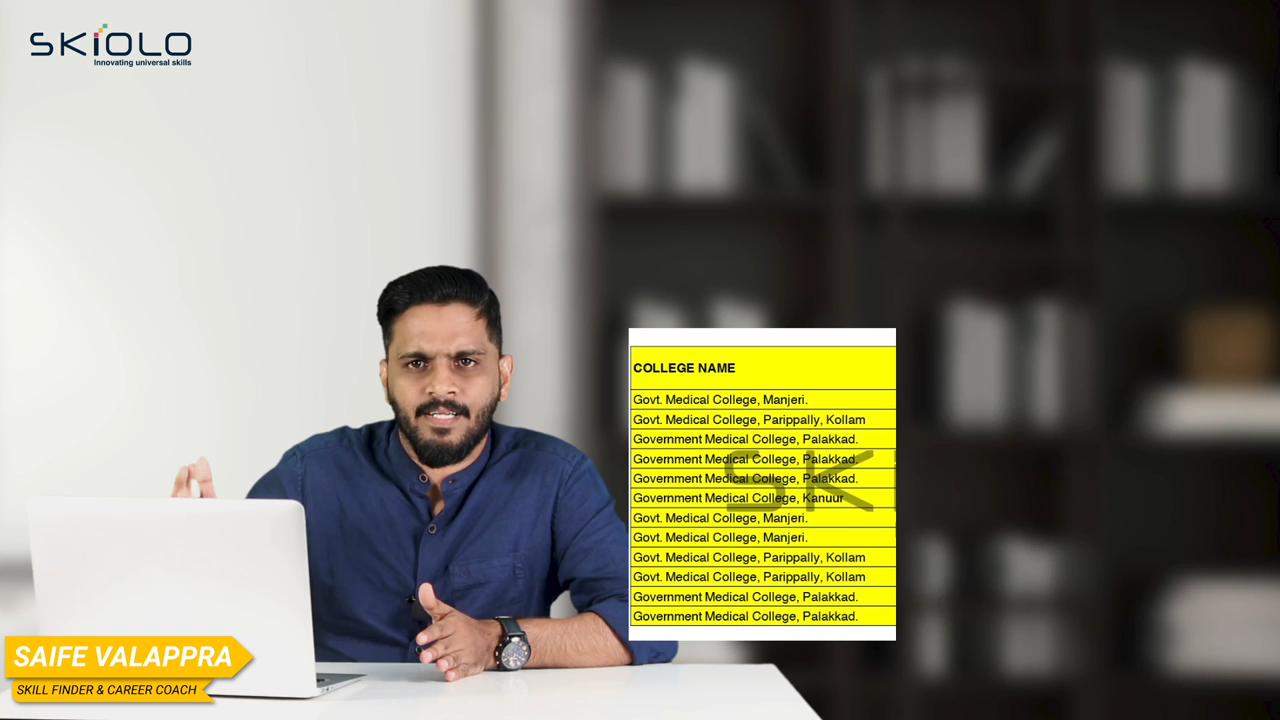 SKIOLO
Innovating universal skills
COLLEGE NAME
Govt. Medical College, Manjeri.
Govt. Medical College, Parippally, Kollam
Government Medical College, Palakkad.
Government Medical College, Palakkad.
Government Medical College, Palakkad.
Government Medical College, Kanuur
Govt. Medical College, Manjeri.
Govt. Medical College, Manjeri.
Govt. Medical College, Parippally, Kollam
Govt. Medical College, Parippally, Kollam
Government Medical College, Palakkad.
Government Medical College, Palakkad.
SK
SAIFE VALAPPRA
SKILL FINDER & CAREER COACH